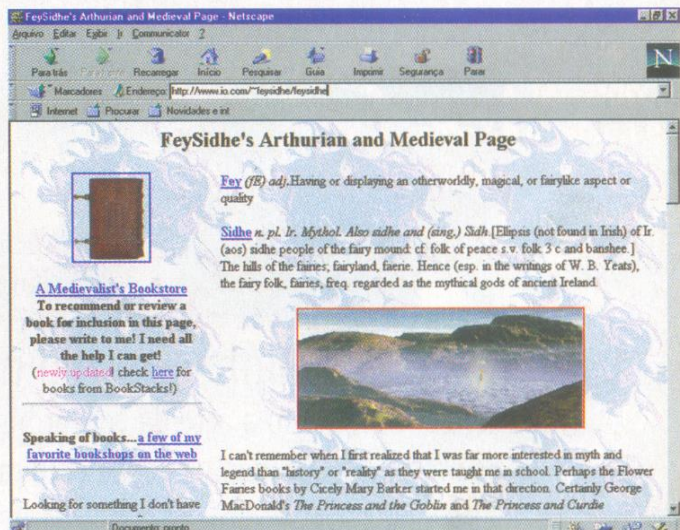 FeySidhe's Arthurian and Medieval Page - Netscape
Arquivo Editar Exibir Ir Communicator ?
Para trás Recarregar Início Pesquisar Guia Imprimir Segurança Parar
N
Marcadores Endereço: http://www.io.com/~feysidhe/feysidhe
Internet Procurar Novidades e int
FeySidhe's Arthurian and Medieval Page
A Medievalist's Bookstore
To recommend or review a
book for inclusion in this page,
please write to me! I need all
the help I can get!
(newly updated! check here for
books from BookStacks!)
Speaking of books...a few of my
favorite bookshops on the web
Looking for something I don't have
Fey (fE) adj.Having or displaying an otherworldly, magical, or fairylike aspect or
quality
Sidhe n. pl. Ir. Mythol. Also sidhe and (sing.) Sidh.[Ellipsis (not found in Irish) of Ir.
(aos) sidhe people of the fairy mound: cf. folk of peace s.v. folk 3 c and banshee.]
The hills of the fairies; fairyland, faerie. Hence (esp. in the writings of W. B. Yeats),
the fairy folk, fairies, freq. regarded as the mythical gods of ancient Ireland.
I can't remember when I first realized that I was far more interested in myth and
legend than "history" or "reality" as they were taught me in school. Perhaps the Flower
Fairies books by Cicely Mary Barker started me in that direction. Certainly George
MacDonald's The Princess and the Goblin and The Princess and Curdie
Documento: pronto